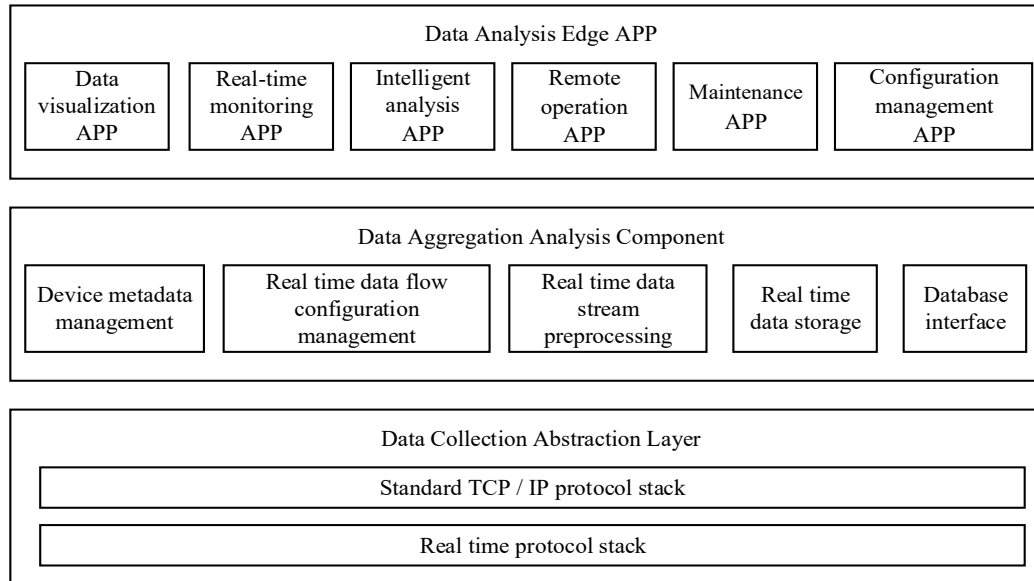 Data Analysis Edge APP
Data
visualization
APP
Real-time
monitoring
APP
Intelligent
analysis
APP
Remote
operation
APP
Maintenance
APP
Configuration
management
APP
Data Aggregation Analysis Component
Device metadata
management
Real time data flow
configuration
management
Real time data
stream
preprocessing
Real time
data storage
Database
interface
Data Collection Abstraction Layer
Standard TCP / IP protocol stack
Real time protocol stack